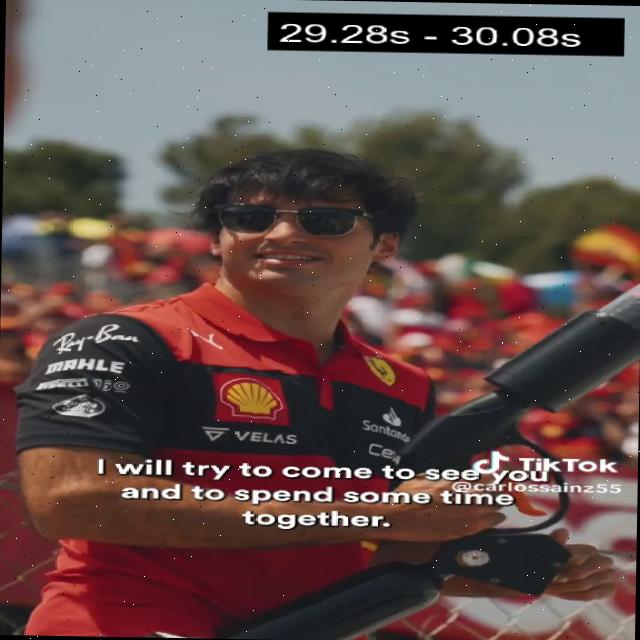 29.28s - 30.08s
Ray-Ban
MAHLE
VELAS
Santander
I will try to come to see you
and to spend some time
together.
TikTok
@carlossainz55